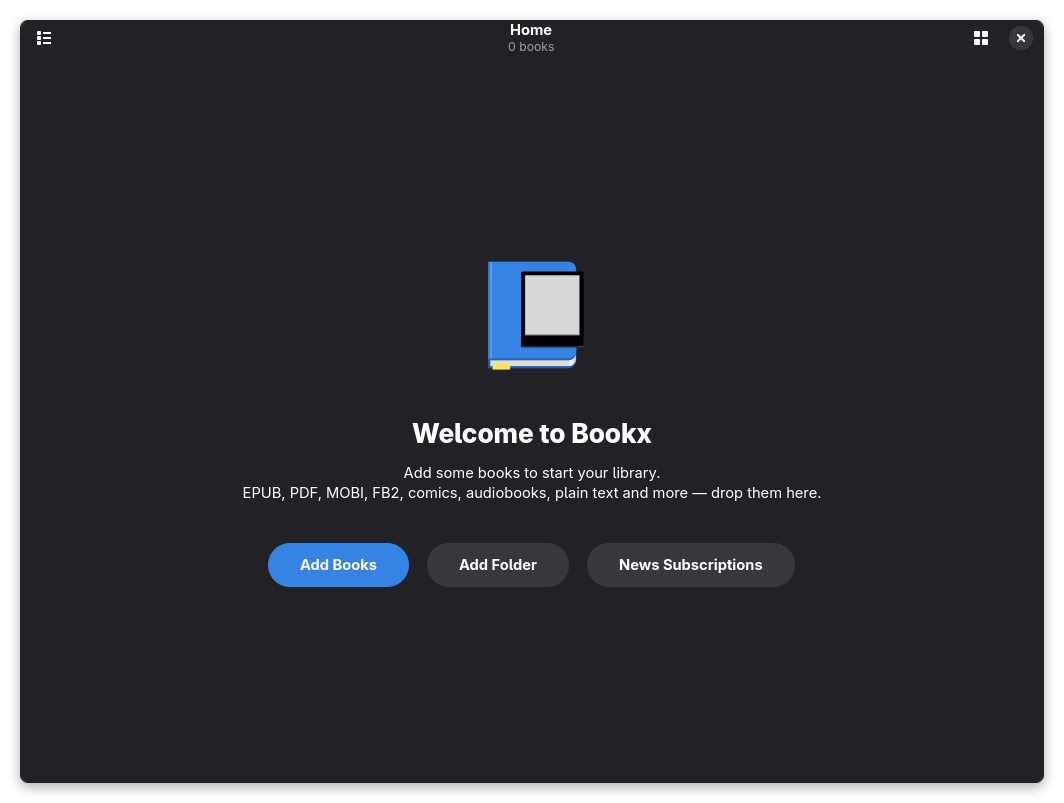 Home
0 books
Welcome to Bookx
Add some books to start your library.
EPUB, PDF, MOBI, FB2, comics, audiobooks, plain text and more — drop them here.
Add Books
Add Folder
News Subscriptions